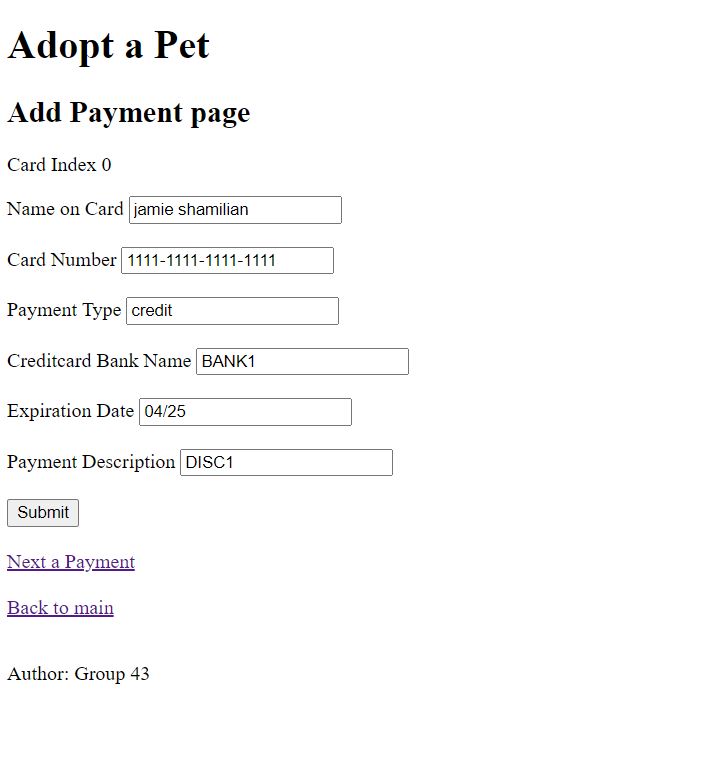 Adopt a Pet
Add Payment page
Card Index 0
Name on Card jamie shamilian
Card Number 1111-1111-1111-1111
Payment Type credit
Creditcard Bank Name BANK1
Expiration Date 04/25
Payment Description DISC1
Submit
Next a Payment
Back to main
Author: Group 43